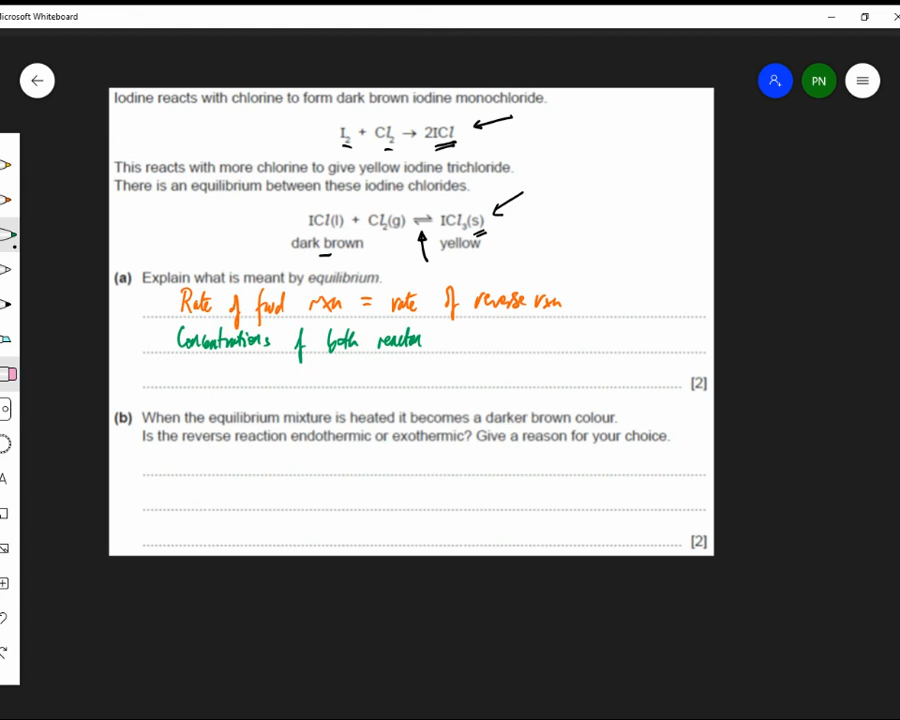 Microsoft Whiteboard
PN
Iodine reacts with chlorine to form dark brown iodine monochloride.
I₂ + Cl₂ → 2ICl
This reacts with more chlorine to give yellow iodine trichloride.
There is an equilibrium between these iodine chlorides.
ICl(l) + Cl₂(g) ⇌ ICl₃(s)
dark brown yellow
(a) Explain what is meant by equilibrium.
Rate of fwd rxn = rate of reverse rxn
Concentrations of both reactan
[2]
(b) When the equilibrium mixture is heated it becomes a darker brown colour.
Is the reverse reaction endothermic or exothermic? Give a reason for your choice.
[2]